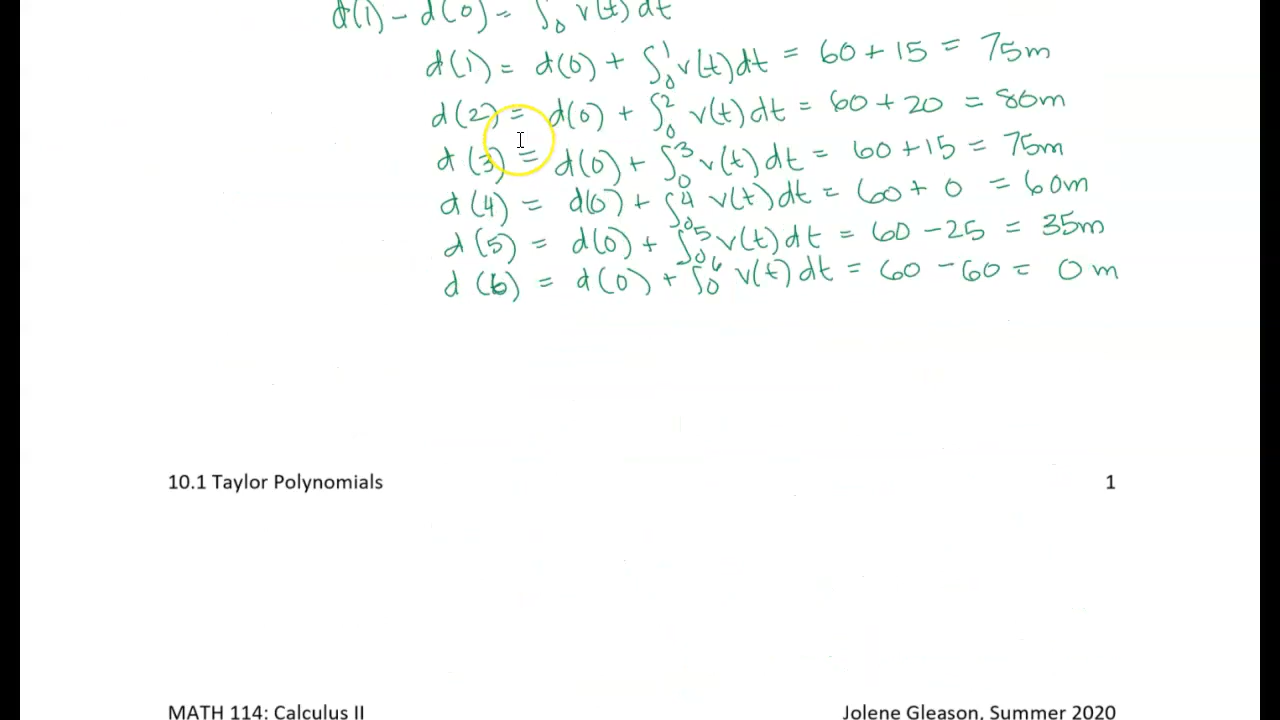 d(1) - d(0) = ∫₀ v(t)dt
d(1) = d(0) + ∫₀¹ v(t)dt = 60 + 15 = 75m
d(2) = d(0) + ∫₀² v(t)dt = 60 + 20 = 80m
d(3) = d(0) + ∫₀³ v(t)dt = 60 + 15 = 75m
d(4) = d(0) + ∫₀⁴ v(t)dt = 60 + 0 = 60m
d(5) = d(0) + ∫₀⁵ v(t)dt = 60 - 25 = 35m
d(6) = d(0) + ∫₀⁶ v(t)dt = 60 - 60 = 0 m
10.1 Taylor Polynomials 1
MATH 114: Calculus II Jolene Gleason, Summer 2020